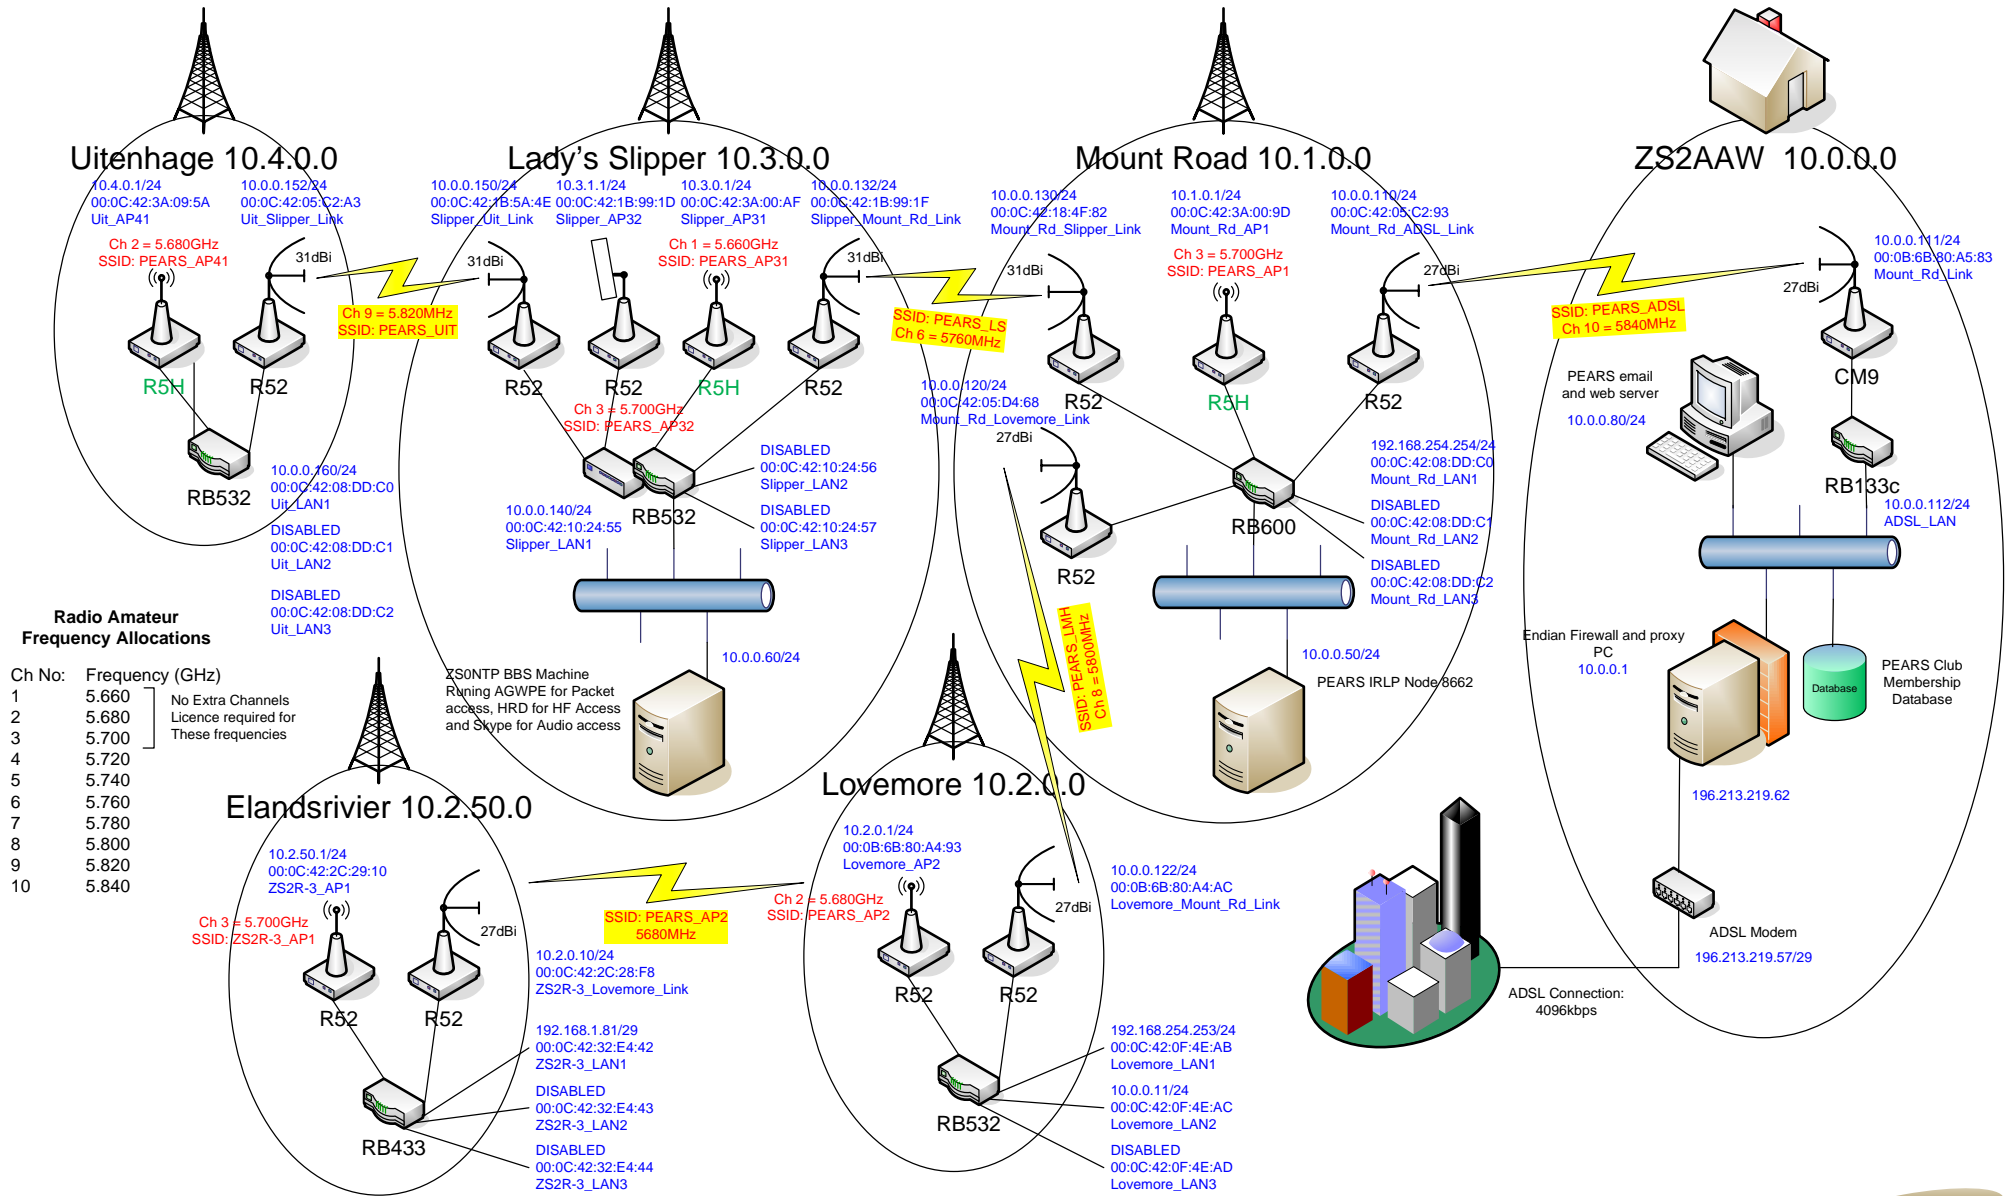 Uitenhage 10.4.0.0
10.4.0.1/24
00:0C:42:3A:09:5A
Uit_AP41
10.0.0.152/24
00:0C:42:05:C2:A3
Uit_Slipper_Link
Ch 2 = 5.680GHz
SSID: PEARS_AP41
31dBi
R5H
R52
RB532
10.0.0.160/24
00:0C:42:08:DD:C0
Uit_LAN1
DISABLED
00:0C:42:08:DD:C1
Uit_LAN2
DISABLED
00:0C:42:08:DD:C2
Uit_LAN3
Ch 9 = 5.820MHz
SSID: PEARS_UIT
Lady's Slipper 10.3.0.0
10.0.0.150/24
00:0C:42:1B:5A:4E
Slipper_Uit_Link
10.3.1.1/24
00:0C:42:1B:99:1D
Slipper_AP32
10.3.0.1/24
00:0C:42:3A:00:AF
Slipper_AP31
10.0.0.132/24
00:0C:42:1B:99:1F
Slipper_Mount_Rd_Link
Ch 1 = 5.660GHz
SSID: PEARS_AP31
31dBi
31dBi
R52
R52
R5H
R52
Ch 3 = 5.700GHz
SSID: PEARS_AP32
RB532
DISABLED
00:0C:42:10:24:56
Slipper_LAN2
DISABLED
00:0C:42:10:24:57
Slipper_LAN3
10.0.0.140/24
00:0C:42:10:24:55
Slipper_LAN1
10.0.0.60/24
ZS0NTP BBS Machine
Runing AGWPE for Packet
access, HRD for HF Access
and Skype for Audio access
SSID: PEARS_LS
Ch 6 = 5760MHz
Mount Road 10.1.0.0
10.0.0.130/24
00:0C:42:18:4F:82
Mount_Rd_Slipper_Link
10.1.0.1/24
00:0C:42:3A:00:9D
Mount_Rd_AP1
10.0.0.110/24
00:0C:42:05:C2:93
Mount_Rd_ADSL_Link
Ch 3 = 5.700GHz
SSID: PEARS_AP1
31dBi
27dBi
R52
R5H
R52
10.0.0.120/24
00:0C:42:05:D4:68
Mount_Rd_Lovemore_Link
27dBi
R52
RB600
192.168.254.254/24
00:0C:42:08:DD:C0
Mount_Rd_LAN1
DISABLED
00:0C:42:08:DD:C1
Mount_Rd_LAN2
DISABLED
00:0C:42:08:DD:C2
Mount_Rd_LAN3
10.0.0.50/24
PEARS IRLP Node 8662
SSID: PEARS_LMH
Ch 8 = 5800MHz
SSID: PEARS_ADSL
Ch 10 = 5840MHz
ZS2AAW 10.0.0.0
10.0.0.111/24
00:0B:6B:80:A5:83
Mount_Rd_Link
27dBi
CM9
PEARS email
and web server
10.0.0.80/24
RB133c
10.0.0.112/24
ADSL_LAN
Endian Firewall and proxy
PC
10.0.0.1
Database
PEARS Club
Membership
Database
196.213.219.62
ADSL Modem
196.213.219.57/29
ADSL Connection:
4096kbps
Radio Amateur
Frequency Allocations
Ch No: Frequency (GHz)
1 5.660
2 5.680
3 5.700
4 5.720
5 5.740
6 5.760
7 5.780
8 5.800
9 5.820
10 5.840
No Extra Channels
Licence required for
These frequencies
Elandsrivier 10.2.50.0
10.2.50.1/24
00:0C:42:2C:29:10
ZS2R-3_AP1
Ch 3 = 5.700GHz
SSID: ZS2R-3_AP1
27dBi
R52
R52
10.2.0.10/24
00:0C:42:2C:28:F8
ZS2R-3_Lovemore_Link
192.168.1.81/29
00:0C:42:32:E4:42
ZS2R-3_LAN1
DISABLED
00:0C:42:32:E4:43
ZS2R-3_LAN2
DISABLED
00:0C:42:32:E4:44
ZS2R-3_LAN3
RB433
SSID: PEARS_AP2
5680MHz
Lovemore 10.2.0.0
10.2.0.1/24
00:0B:6B:80:A4:93
Lovemore_AP2
Ch 2 = 5.680GHz
SSID: PEARS_AP2
27dBi
10.0.0.122/24
00:0B:6B:80:A4:AC
Lovemore_Mount_Rd_Link
R52
R52
192.168.254.253/24
00:0C:42:0F:4E:AB
Lovemore_LAN1
10.0.0.11/24
00:0C:42:0F:4E:AC
Lovemore_LAN2
DISABLED
00:0C:42:0F:4E:AD
Lovemore_LAN3
RB532